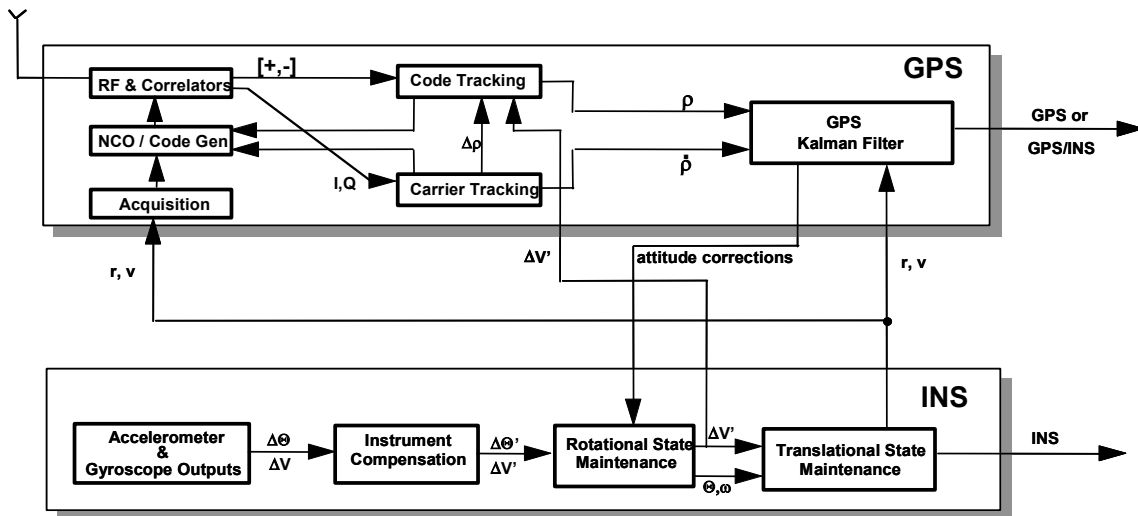 GPS
[+,-]
RF & Correlators
Code Tracking
ρ
GPS
Kalman Filter
GPS or
GPS/INS
NCO / Code Gen
Δρ
ρ̇
I,Q
Carrier Tracking
Acquisition
r, v
ΔV'
attitude corrections
r, v
INS
Accelerometer
&
Gyroscope Outputs
ΔΘ
ΔV
Instrument
Compensation
ΔΘ'
ΔV'
Rotational State
Maintenance
ΔV'
Θ,ω
Translational State
Maintenance
INS